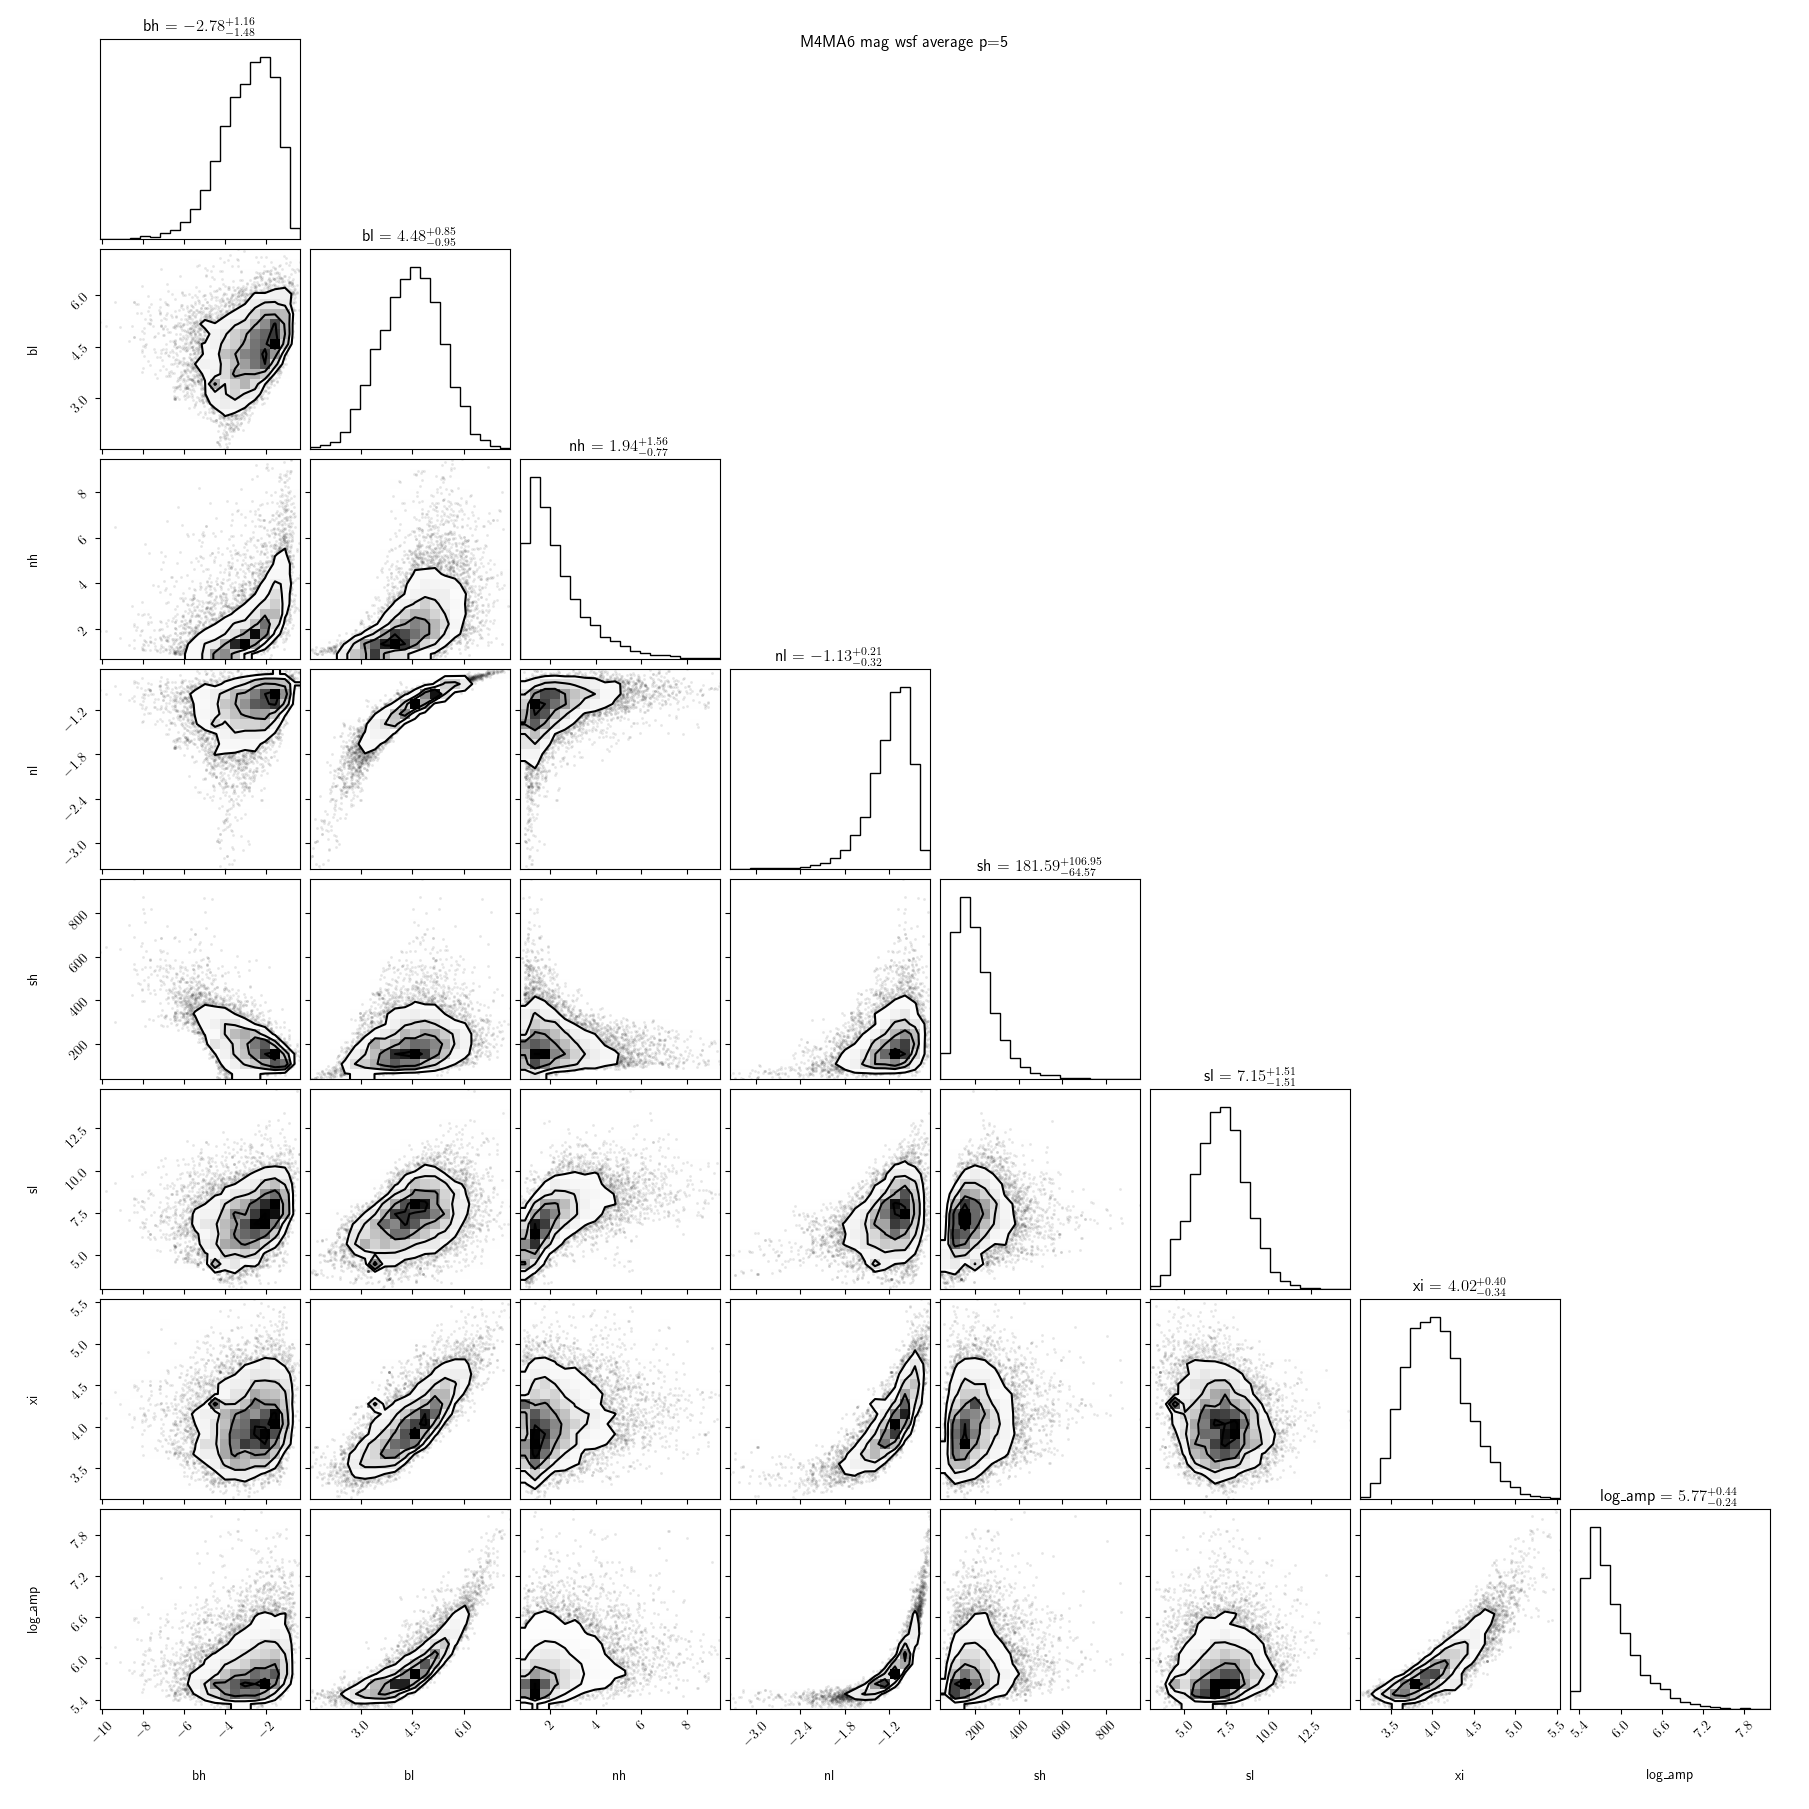 M4MA6 mag wsf average p=5
bh = −2.78+1.16−1.48
bl = 4.48+0.85−0.95
bl
6.0
4.5
3.0
nh = 1.94+1.56−0.77
nh
8
6
4
2
nl = −1.13+0.21−0.32
nl
−1.2
−1.8
−2.4
−3.0
sh = 181.59+106.95−64.57
sh
800
600
400
200
sl = 7.15+1.51−1.51
sl
12.5
10.0
7.5
5.0
xi = 4.02+0.40−0.34
xi
5.5
5.0
4.5
4.0
3.5
log_amp = 5.77+0.44−0.24
log_amp
7.8
7.2
6.6
6.0
5.4
−10 −8 −6 −4 −2 3.0 4.5 6.0 2 4 6 8 −3.0 −2.4 −1.8 −1.2 200 400 600 800 5.0 7.5 10.0 12.5 3.5 4.0 4.5 5.0 5.5 5.4 6.0 6.6 7.2 7.8
bh bl nh nl sh sl xi log_amp